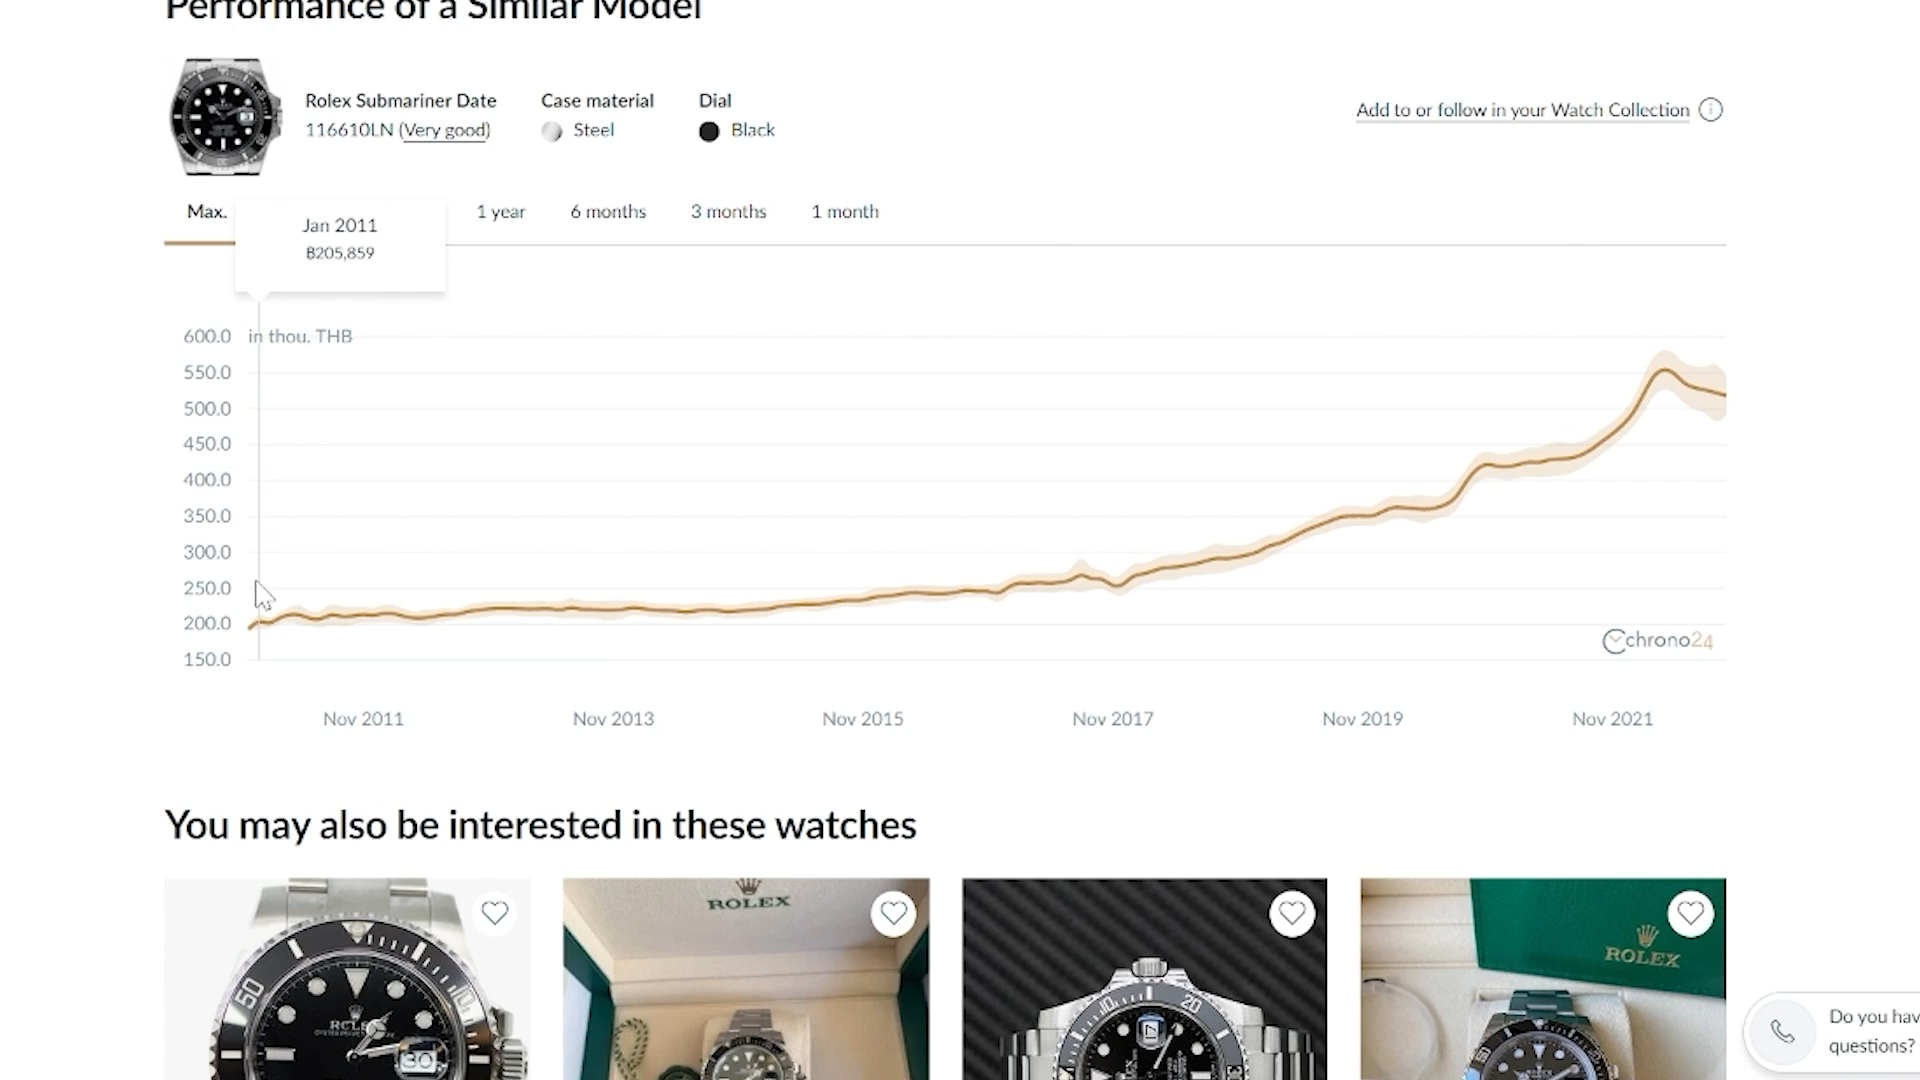 Performance of a Similar Model
Rolex Submariner Date
116610LN (Very good)
Case material
Steel
Dial
Black
Add to or follow in your Watch Collection
Max.
1 year
6 months
3 months
1 month
Jan 2011
฿205,859
in thou. THB
600.0
550.0
500.0
450.0
400.0
350.0
300.0
250.0
200.0
150.0
chrono24
Nov 2011
Nov 2013
Nov 2015
Nov 2017
Nov 2019
Nov 2021
You may also be interested in these watches
ROLEX
ROLEX
50
30
20
Do you hav
questions?